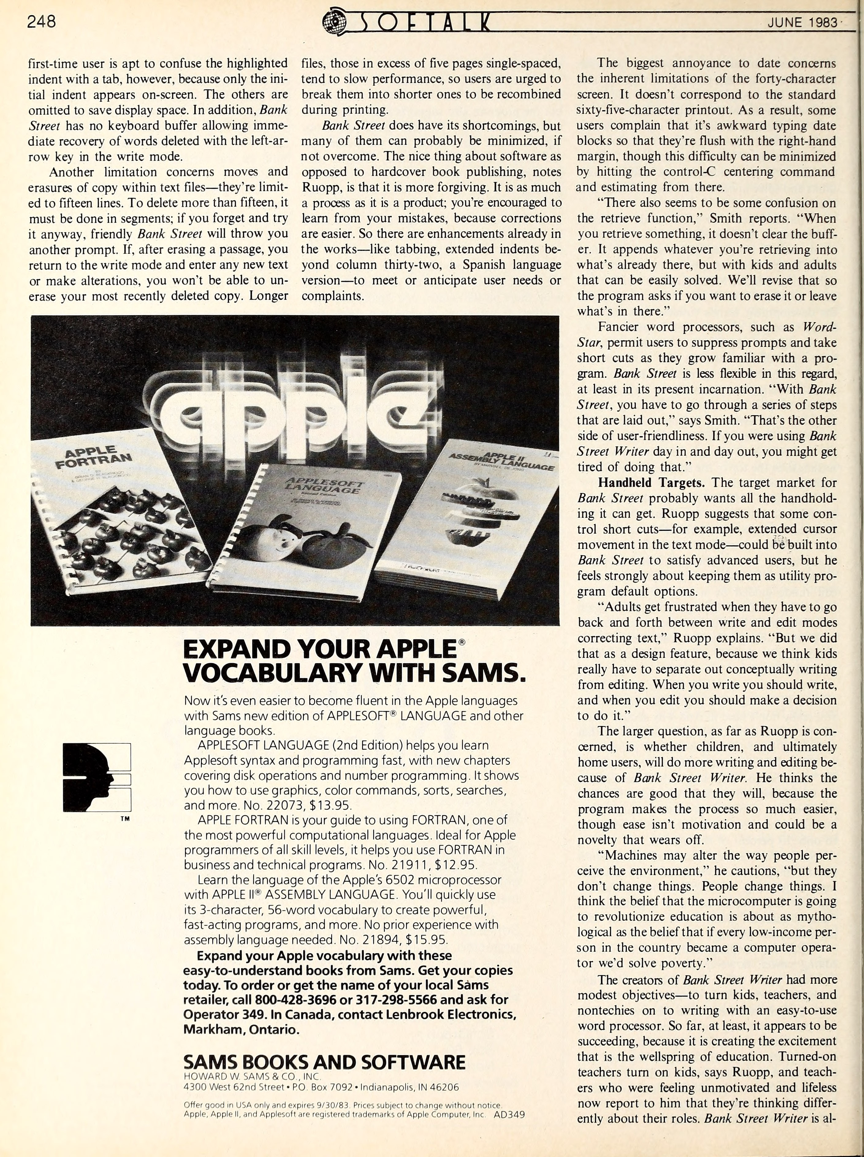 248
SOFTALK
JUNE 1983
first-time user is apt to confuse the highlighted
indent with a tab, however, because only the ini-
tial indent appears on-screen. The others are
omitted to save display space. In addition, Bank
Street has no keyboard buffer allowing imme-
diate recovery of words deleted with the left-ar-
row key in the write mode.
Another limitation concerns moves and
erasures of copy within text files—they're limit-
ed to fifteen lines. To delete more than fifteen, it
must be done in segments; if you forget and try
it anyway, friendly Bank Street will throw you
another prompt. If, after erasing a passage, you
return to the write mode and enter any new text
or make alterations, you won't be able to un-
erase your most recently deleted copy. Longer
files, those in excess of five pages single-spaced,
tend to slow performance, so users are urged to
break them into shorter ones to be recombined
during printing.
Bank Street does have its shortcomings, but
many of them can probably be minimized, if
not overcome. The nice thing about software as
opposed to hardcover book publishing, notes
Ruopp, is that it is more forgiving. It is as much
a process as it is a product; you're encouraged to
learn from your mistakes, because corrections
are easier. So there are enhancements already in
the works—like tabbing, extended indents be-
yond column thirty-two, a Spanish language
version—to meet or anticipate user needs or
complaints.
The biggest annoyance to date concerns
the inherent limitations of the forty-character
screen. It doesn't correspond to the standard
sixty-five-character printout. As a result, some
users complain that it's awkward typing date
blocks so that they're flush with the right-hand
margin, though this difficulty can be minimized
by hitting the control-C centering command
and estimating from there.
"There also seems to be some confusion on
the retrieve function," Smith reports. "When
you retrieve something, it doesn't clear the buff-
er. It appends whatever you're retrieving into
what's already there, but with kids and adults
that can be easily solved. We'll revise that so
the program asks if you want to erase it or leave
what's in there."
Fancier word processors, such as Word-
Star, permit users to suppress prompts and take
short cuts as they grow familiar with a pro-
gram. Bank Street is less flexible in this regard,
at least in its present incarnation. "With Bank
Street, you have to go through a series of steps
that are laid out," says Smith. "That's the other
side of user-friendliness. If you were using Bank
Street Writer day in and day out, you might get
tired of doing that."
Handheld Targets. The target market for
Bank Street probably wants all the handhold-
ing it can get. Ruopp suggests that some con-
trol short cuts—for example, extended cursor
movement in the text mode—could be built into
Bank Street to satisfy advanced users, but he
feels strongly about keeping them as utility pro-
gram default options.
"Adults get frustrated when they have to go
back and forth between write and edit modes
correcting text," Ruopp explains. "But we did
that as a design feature, because we think kids
really have to separate out conceptually writing
from editing. When you write you should write,
and when you edit you should make a decision
to do it."
The larger question, as far as Ruopp is con-
cerned, is whether children, and ultimately
home users, will do more writing and editing be-
cause of Bank Street Writer. He thinks the
chances are good that they will, because the
program makes the process so much easier,
though ease isn't motivation and could be a
novelty that wears off.
"Machines may alter the way people per-
ceive the environment," he cautions, "but they
don't change things. People change things. I
think the belief that the microcomputer is going
to revolutionize education is about as mytho-
logical as the belief that if every low-income per-
son in the country became a computer opera-
tor we'd solve poverty."
The creators of Bank Street Writer had more
modest objectives—to turn kids, teachers, and
nontechies on to writing with an easy-to-use
word processor. So far, at least, it appears to be
succeeding, because it is creating the excitement
that is the wellspring of education. Turned-on
teachers turn on kids, says Ruopp, and teach-
ers who were feeling unmotivated and lifeless
now report to him that they're thinking differ-
ently about their roles. Bank Street Writer is al-
apple
APPLE
FORTRAN
APPLESOFT
LANGUAGE
APPLE II
ASSEMBLY LANGUAGE
EXPAND YOUR APPLE®
VOCABULARY WITH SAMS.
Now it's even easier to become fluent in the Apple languages
with Sams new edition of APPLESOFT® LANGUAGE and other
language books.
APPLESOFT LANGUAGE (2nd Edition) helps you learn
Applesoft syntax and programming fast, with new chapters
covering disk operations and number programming. It shows
you how to use graphics, color commands, sorts, searches,
and more. No. 22073, $13.95.
APPLE FORTRAN is your guide to using FORTRAN, one of
the most powerful computational languages. Ideal for Apple
programmers of all skill levels, it helps you use FORTRAN in
business and technical programs. No. 21911, $12.95.
Learn the language of the Apple's 6502 microprocessor
with APPLE II® ASSEMBLY LANGUAGE. You'll quickly use
its 3-character, 56-word vocabulary to create powerful,
fast-acting programs, and more. No prior experience with
assembly language needed. No. 21894, $15.95.
Expand your Apple vocabulary with these
easy-to-understand books from Sams. Get your copies
today. To order or get the name of your local Sams
retailer, call 800-428-3696 or 317-298-5566 and ask for
Operator 349. In Canada, contact Lenbrook Electronics,
Markham, Ontario.
TM
SAMS BOOKS AND SOFTWARE
HOWARD W. SAMS & CO., INC.
4300 West 62nd Street • P.O. Box 7092 • Indianapolis, IN 46206
Offer good in USA only and expires 9/30/83. Prices subject to change without notice.
Apple, Apple II, and Applesoft are registered trademarks of Apple Computer, Inc. AD349